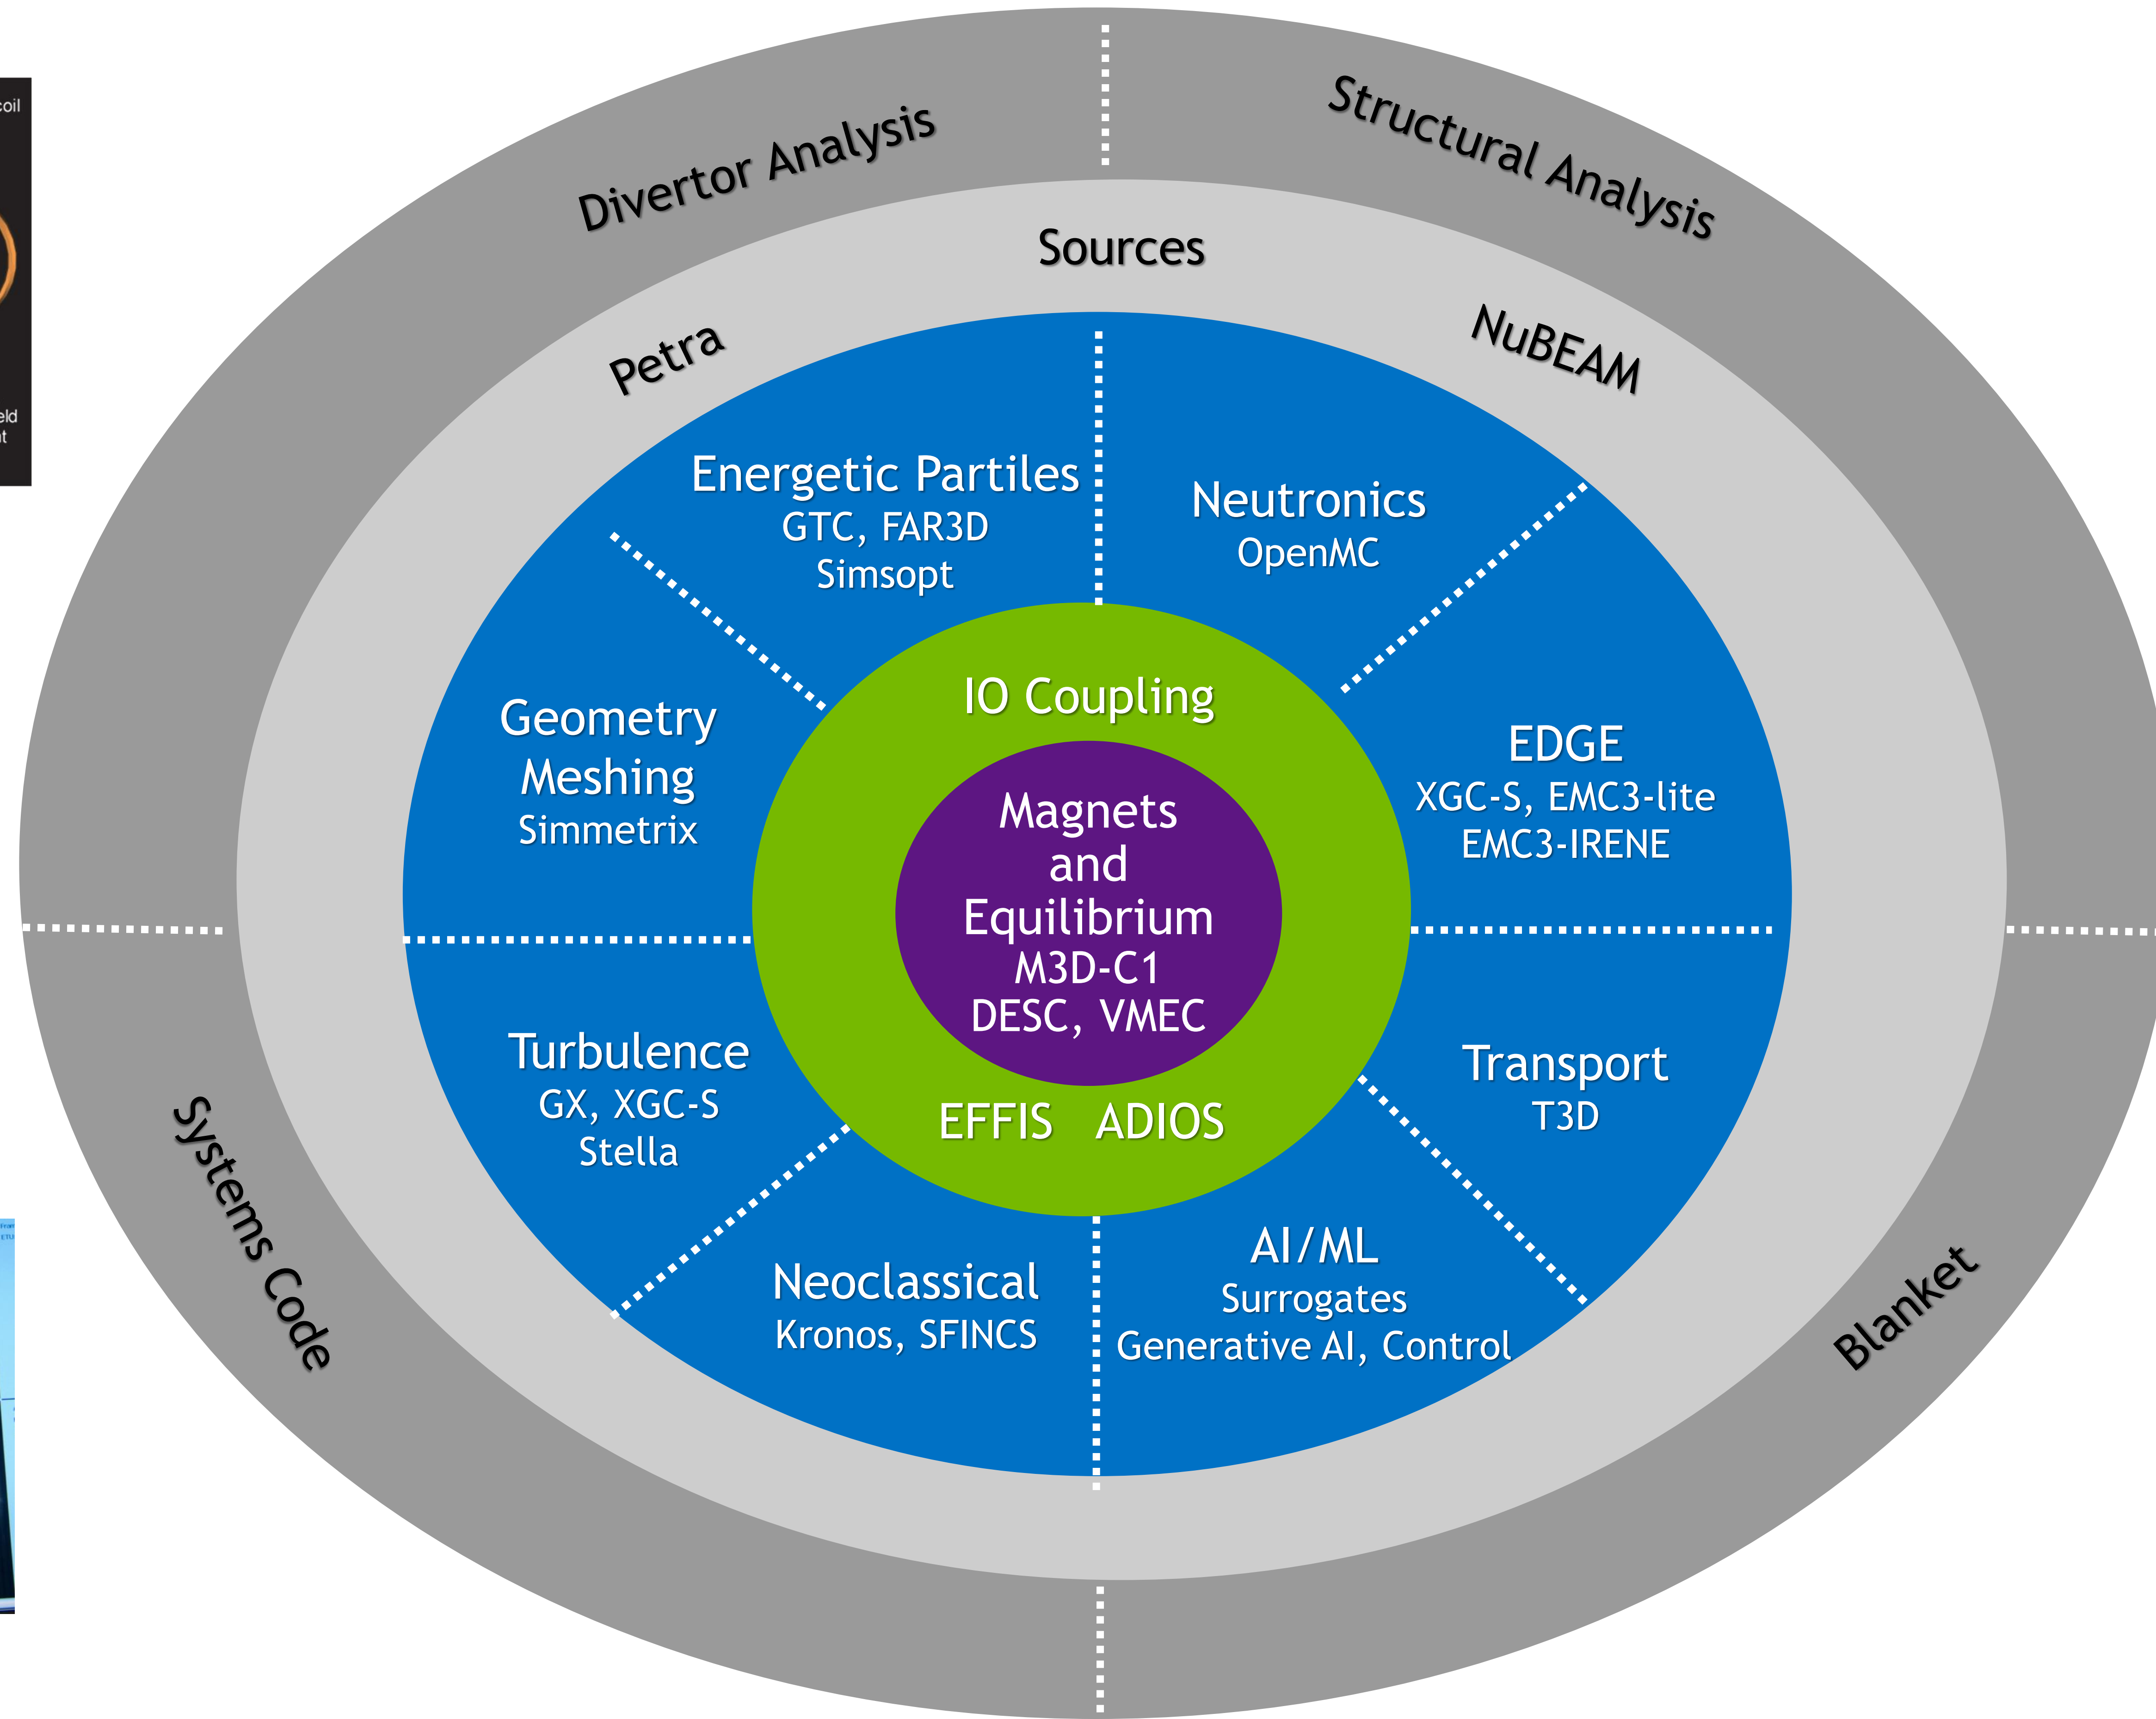 coil
Divertor Analysis
Structural Analysis
Sources
Petra
NuBEAM
Energetic Partiles
GTC, FAR3D
Simsopt
Neutronics
OpenMC
Geometry
Meshing
Simmetrix
IO Coupling
EDGE
XGC-S, EMC3-lite
EMC3-IRENE
Magnets
and
Equilibrium
M3D-C1
DESC, VMEC
EFFIS ADIOS
Turbulence
GX, XGC-S
Stella
Transport
T3D
Neoclassical
Kronos, SFINCS
AI/ML
Surrogates
Generative AI, Control
Systems Code
Blanket